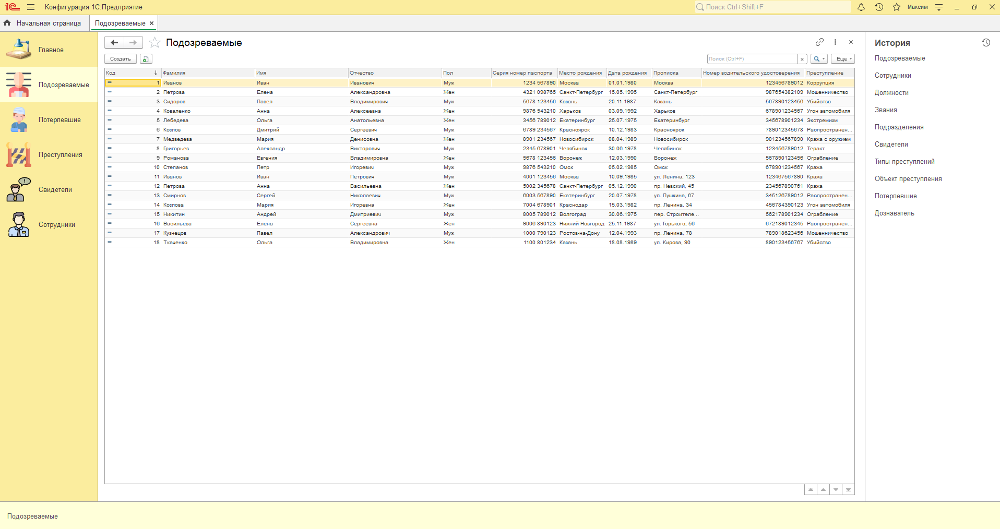 1С Конфигурация 1С:Предприятие Поиск Ctrl+Shift+F Максим
Начальная страница Подозреваемые
Главное
Подозреваемые
Потерпевшие
Преступления
Свидетели
Сотрудники
Подозреваемые
Создать Поиск (Ctrl+F) Еще
Код Фамилия Имя Отчество Пол Серия номер паспорта Место рождения Дата рождения Прописка Номер водительского удостоверения Преступление
1 Иванов Иван Иванович Муж 1234 567890 Москва 01.01.1980 Москва 123456789012 Коррупция
2 Петрова Елена Александровна Жен 4321 098765 Санкт-Петербург 15.05.1995 Санкт-Петербург 987654382109 Мошенничество
3 Сидоров Павел Владимирович Муж 5678 123456 Казань 20.11.1987 Казань 567890123456 Убийство
4 Коваленко Анна Алексеевна Жен 9876 543210 Харьков 03.09.1992 Харьков 678901234567 Угон автомобиля
5 Лебедева Ольга Анатольевна Жен 3456 789012 Екатеринбург 25.07.1975 Екатеринбург 345678901234 Экстремизм
6 Козлов Дмитрий Сергеевич Муж 6789 234567 Красноярск 10.12.1983 Красноярск 789012345678 Распространен...
7 Медведева Мария Денисовна Жен 8901 234567 Новосибирск 08.04.1989 Новосибирск 901234567890 Кража с оружием
8 Григорьев Александр Викторович Муж 2345 678901 Челябинск 30.06.1978 Челябинск 123456789012 Теракт
9 Романова Евгения Владимировна Жен 5678 123456 Воронеж 12.03.1990 Воронеж 567890123456 Ограбление
10 Степанов Петр Игоревич Муж 9876 543210 Омск 05.02.1985 Омск 678901234567 Кража
11 Иванов Иван Петрович Муж 4001 123456 Москва 10.09.1985 ул. Ленина, 123 123467567890 Кража
12 Петрова Анна Васильевна Жен 5002 345678 Санкт-Петербург 05.12.1990 пр. Невский, 45 234567890761 Кража
13 Смирнов Сергей Николаевич Муж 6003 567890 Екатеринбург 20.07.1978 ул. Пушкина, 67 345126789012 Распространен...
14 Козлова Мария Игоревна Жен 7004 678901 Краснодар 15.03.1982 пр. Ленина, 34 456784390123 Угон автомобиля
15 Никитин Андрей Дмитриевич Муж 8005 789012 Волгоград 30.06.1975 пер. Строителе... 562178901234 Ограбление
16 Васильева Елена Сергеевна Жен 9006 890123 Нижний Новгород 25.11.1987 ул. Горького, 56 672189012345 Распространен...
17 Кузнецов Павел Александрович Муж 1000 790123 Ростов-на-Дону 12.04.1993 пр. Ленина, 78 789018623456 Мошенничество
18 Ткаченко Ольга Владимировна Жен 1100 801234 Казань 18.08.1989 ул. Кирова, 90 890123456767 Убийство
История
Подозреваемые
Сотрудники
Должности
Звания
Подразделения
Свидетели
Типы преступлений
Объект преступления
Потерпевшие
Дознаватель
Подозреваемые